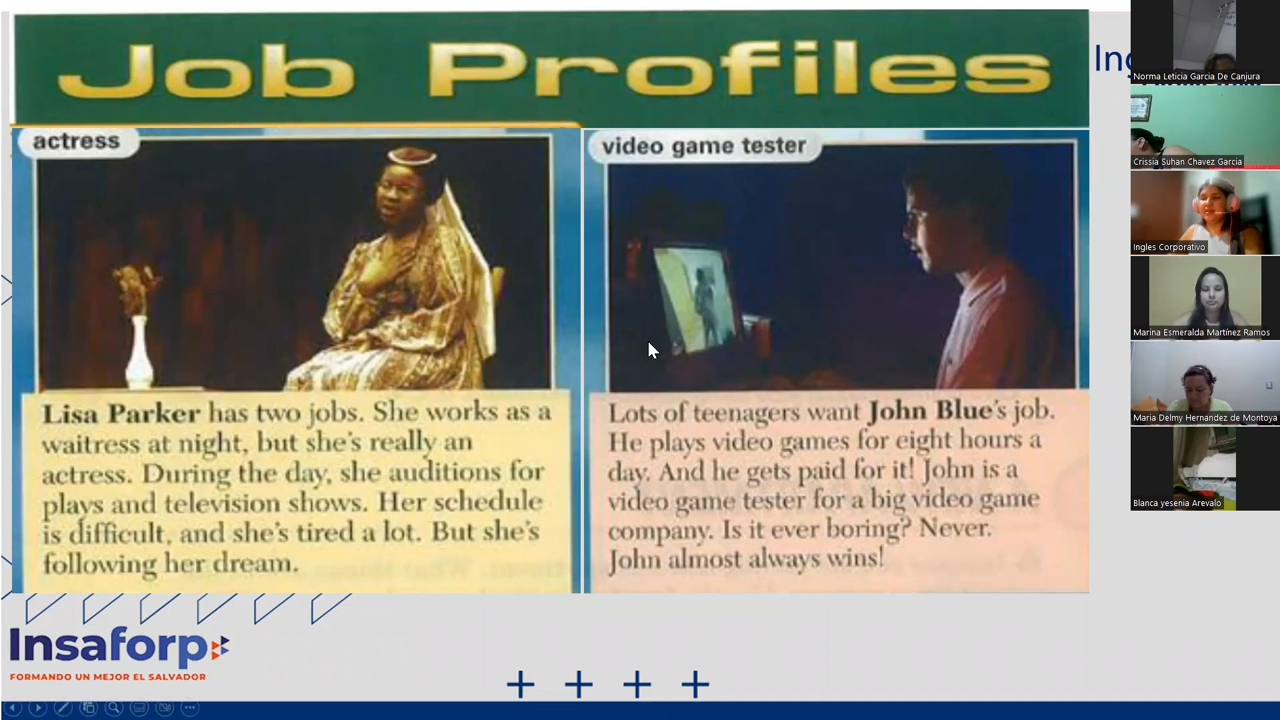 Job Profiles
Ing
actress
video game tester
Lisa Parker has two jobs. She works as a
waitress at night, but she's really an
actress. During the day, she auditions for
plays and television shows. Her schedule
is difficult, and she's tired a lot. But she's
following her dream.
Lots of teenagers want John Blue's job.
He plays video games for eight hours a
day. And he gets paid for it! John is a
video game tester for a big video game
company. Is it ever boring? Never.
John almost always wins!
Insaforp
FORMANDO UN MEJOR EL SALVADOR
Norma Leticia Garcia De Canjura
Crissia Suhan Chavez Garcia
Ingles Corporativo
Marina Esmeralda Martínez Ramos
Maria Delmy Hernandez de Montoya
Blanca yesenia Arevalo